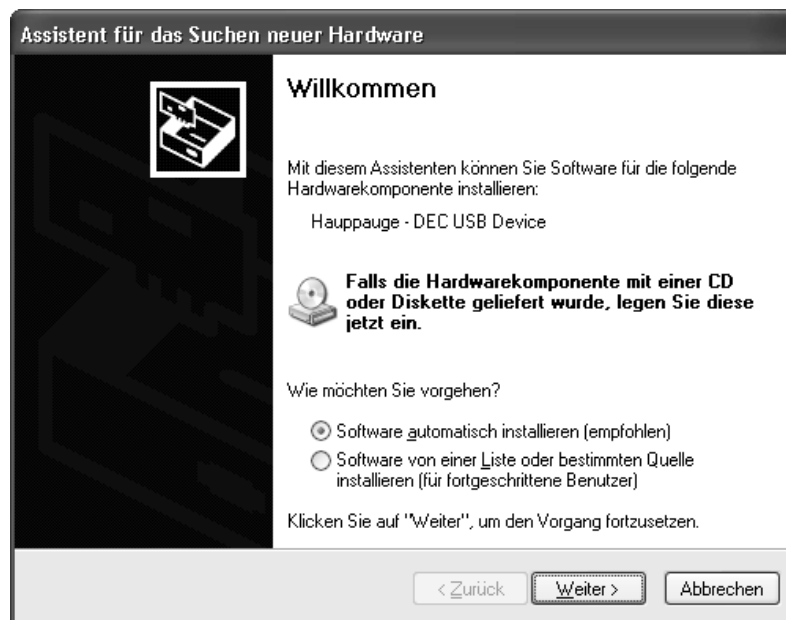 Assistent für das Suchen neuer Hardware
Willkommen
Mit diesem Assistenten können Sie Software für die folgende
Hardwarekomponente installieren:
Hauppauge - DEC USB Device
Falls die Hardwarekomponente mit einer CD
oder Diskette geliefert wurde, legen Sie diese
jetzt ein.
Wie möchten Sie vorgehen?
Software automatisch installieren (empfohlen)
Software von einer Liste oder bestimmten Quelle
installieren (für fortgeschrittene Benutzer)
Klicken Sie auf "Weiter", um den Vorgang fortzusetzen.
< Zurück Weiter > Abbrechen